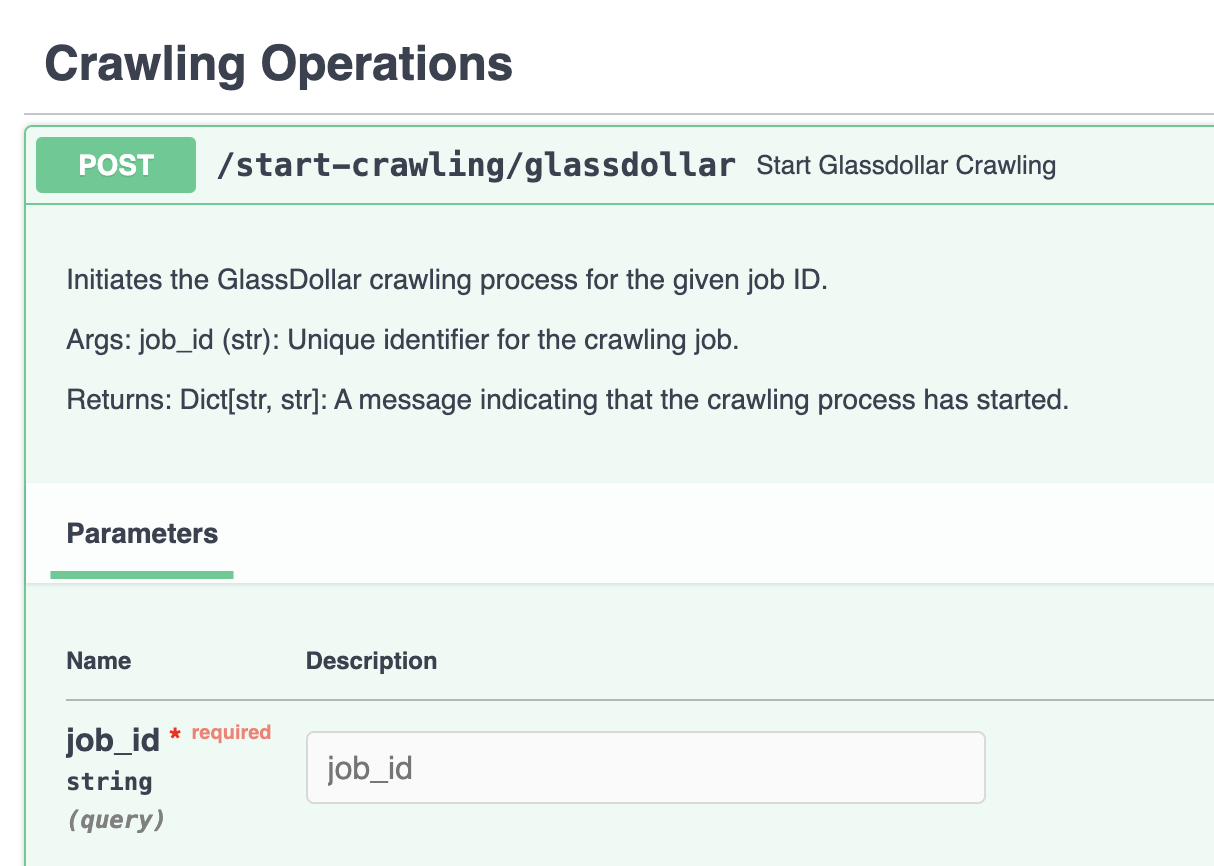 Crawling Operations
POST /start-crawling/glassdollar Start Glassdollar Crawling
Initiates the GlassDollar crawling process for the given job ID.
Args: job_id (str): Unique identifier for the crawling job.
Returns: Dict[str, str]: A message indicating that the crawling process has started.
Parameters
Name Description
job_id * required
string
(query)
job_id